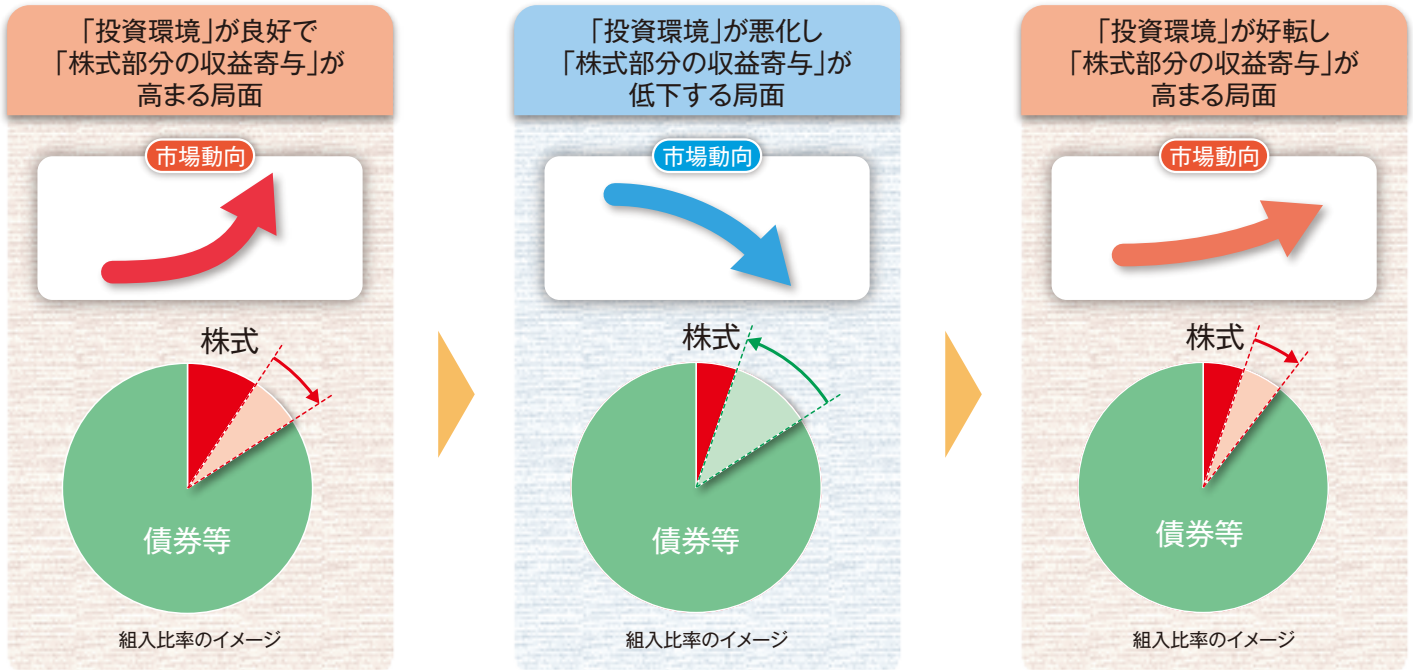 「投資環境」が良好で
「株式部分の収益寄与」が
高まる局面
市場動向
株式
債券等
組入比率のイメージ
「投資環境」が悪化し
「株式部分の収益寄与」が
低下する局面
市場動向
株式
債券等
組入比率のイメージ
「投資環境」が好転し
「株式部分の収益寄与」が
高まる局面
市場動向
株式
債券等
組入比率のイメージ